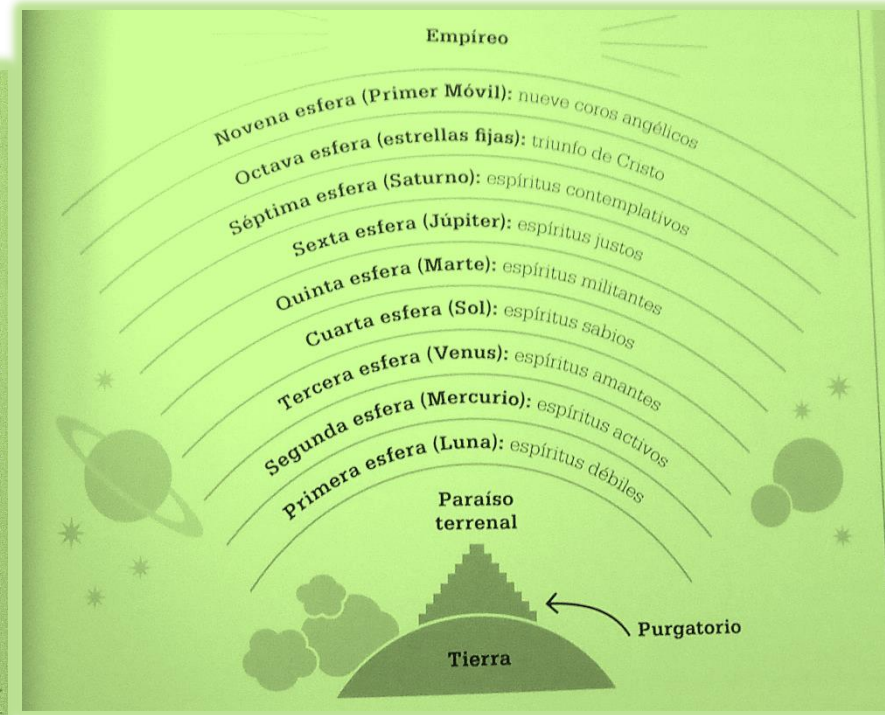 Empíreo
Novena esfera (Primer Móvil): nueve coros angélicos
Octava esfera (estrellas fijas): triunfo de Cristo
Séptima esfera (Saturno): espíritus contemplativos
Sexta esfera (Júpiter): espíritus justos
Quinta esfera (Marte): espíritus militantes
Cuarta esfera (Sol): espíritus sabios
Tercera esfera (Venus): espíritus amantes
Segunda esfera (Mercurio): espíritus activos
Primera esfera (Luna): espíritus débiles
Paraíso
terrenal
Purgatorio
Tierra